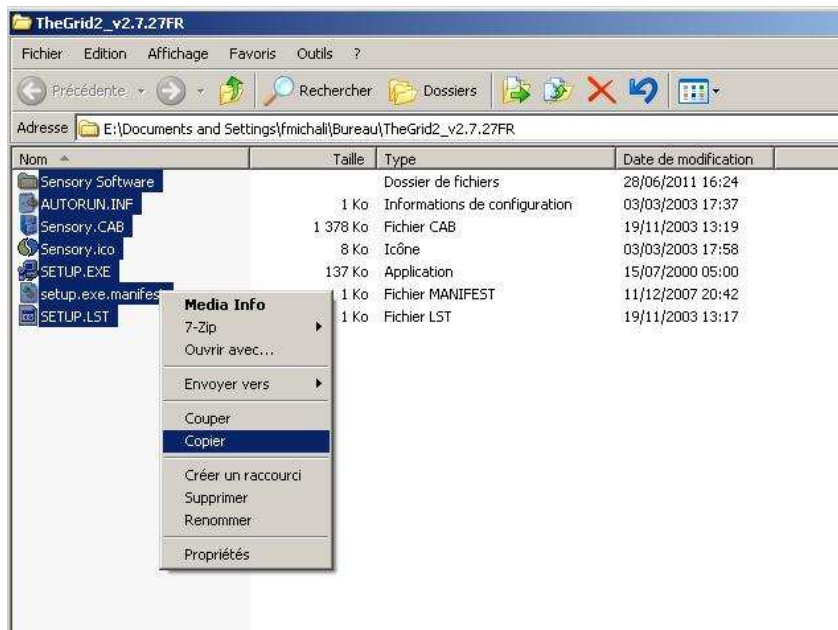 TheGrid2_v2.7.27FR
Fichier Edition Affichage Favoris Outils ?
Précédente Rechercher Dossiers
Adresse E:\Documents and Settings\fmichali\Bureau\TheGrid2_v2.7.27FR
Nom Taille Type Date de modification
Sensory Software Dossier de fichiers 28/06/2011 16:24
AUTORUN.INF 1 Ko Informations de configuration 03/03/2003 17:37
Sensory.CAB 1 378 Ko Fichier CAB 19/11/2003 13:19
Sensory.ico 8 Ko Icône 03/03/2003 17:58
SETUP.EXE 137 Ko Application 15/07/2000 05:00
setup.exe.manifest 1 Ko Fichier MANIFEST 11/12/2007 20:42
SETUP.LST 1 Ko Fichier LST 19/11/2003 13:17
Media Info
7-Zip
Ouvrir avec...
Envoyer vers
Couper
Copier
Créer un raccourci
Supprimer
Renommer
Propriétés